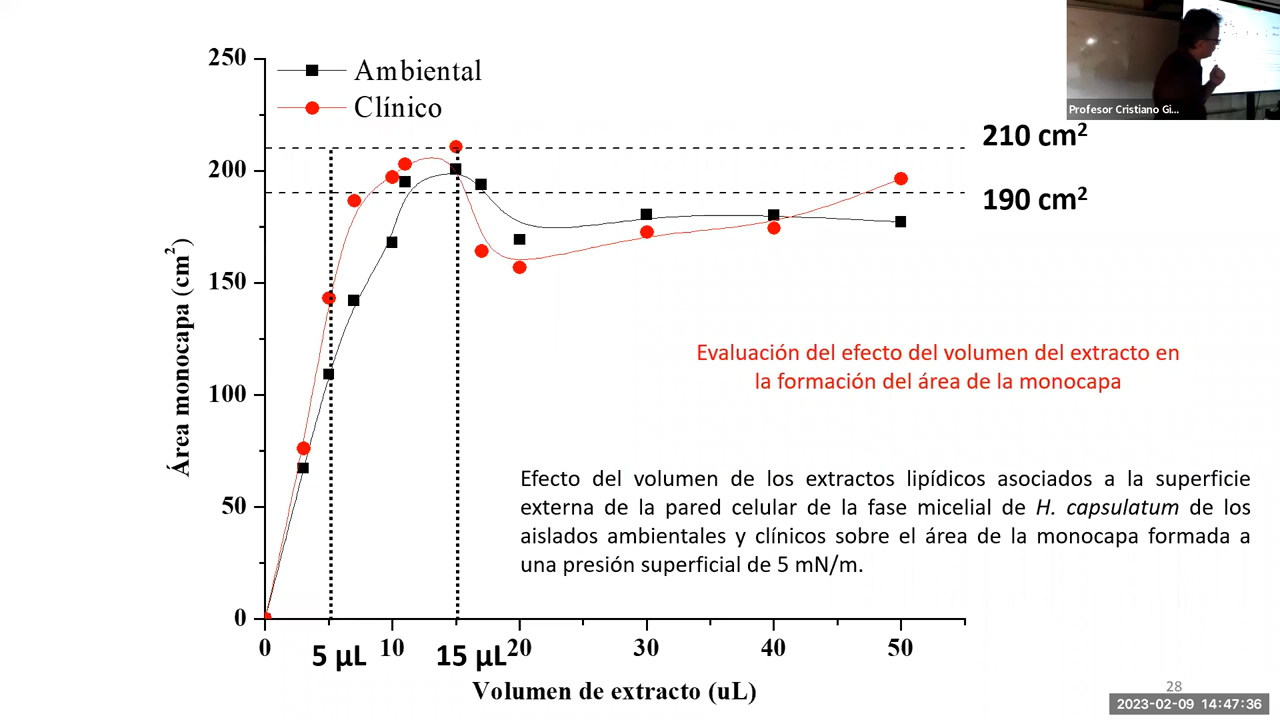 Profesor Cristiano Gi...
250
200
150
100
50
0
Área monocapa (cm²)
Ambiental
Clínico
210 cm²
190 cm²
Evaluación del efecto del volumen del extracto en
la formación del área de la monocapa
Efecto del volumen de los extractos lipídicos asociados a la superficie
externa de la pared celular de la fase micelial de H. capsulatum de los
aislados ambientales y clínicos sobre el área de la monocapa formada a
una presión superficial de 5 mN/m.
0 10 20 30 40 50
5 µL 15 µL
Volumen de extracto (uL)
28
2023-02-09 14:47:36